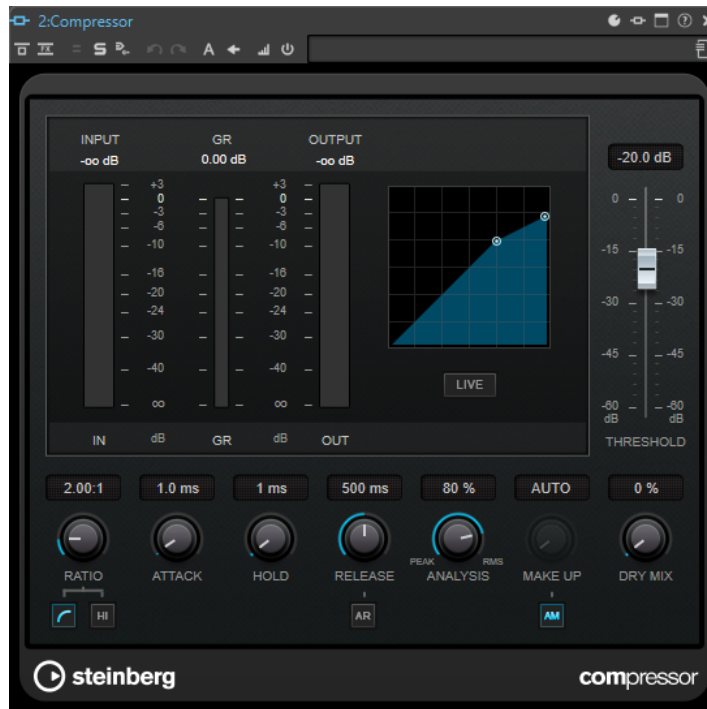 2:Compressor
S A
INPUT GR OUTPUT
-oo dB 0.00 dB -oo dB
-20.0 dB
+3 +3
0 0
-3 -3
-6 -6
-10 -10
-16 -16
-20 -20
-24 -24
-30 -30
-40 -40
∞ ∞
IN dB GR dB OUT
LIVE
0 0
-15 -15
-30 -30
-45 -45
-60 -60
dB dB
THRESHOLD
2.00:1 1.0 ms 1 ms 500 ms 80 % AUTO 0 %
PEAK RMS
RATIO ATTACK HOLD RELEASE ANALYSIS MAKE UP DRY MIX
HI AR AM
steinberg compressor